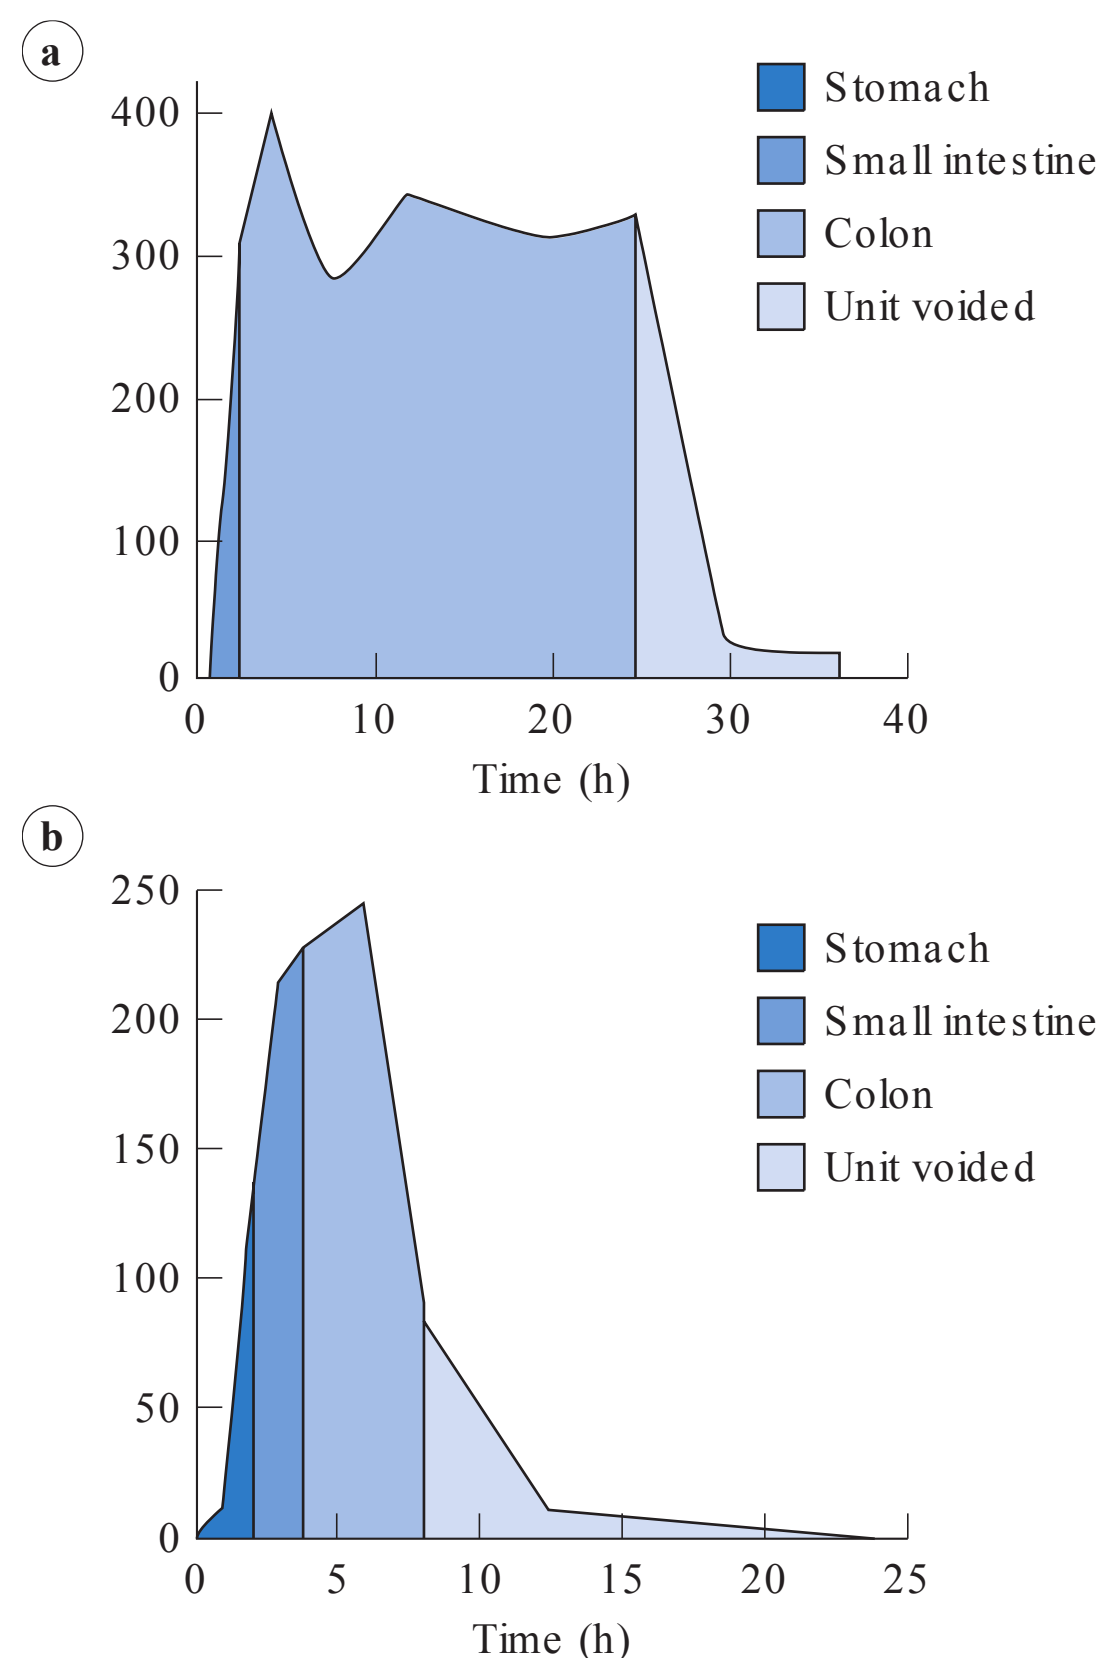 a
400
300
200
100
0
0 10 20 30 40
Time (h)
Stomach
Small intestine
Colon
Unit voided
b
250
200
150
100
50
0
0 5 10 15 20 25
Time (h)
Stomach
Small intestine
Colon
Unit voided